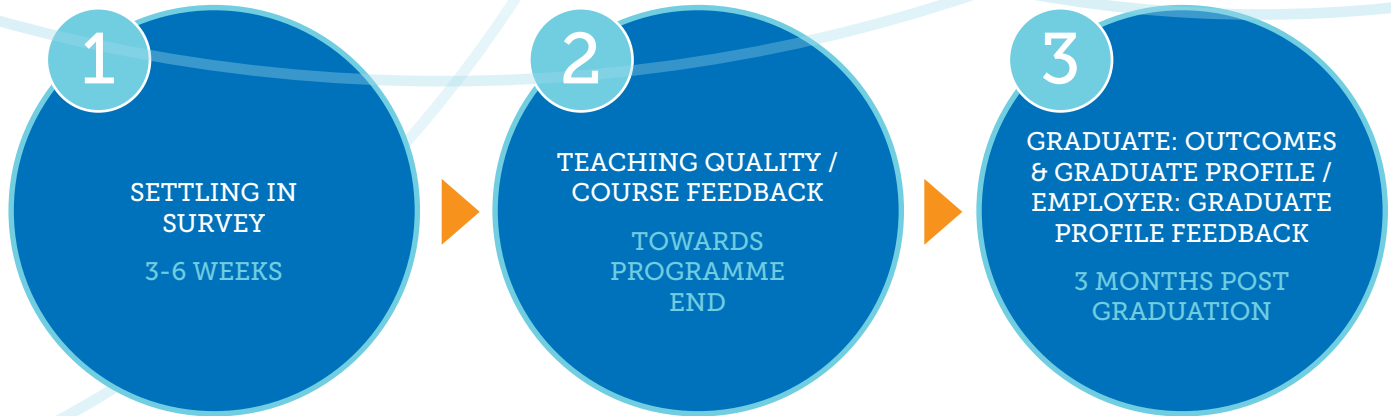 1
SETTLING IN
SURVEY
3-6 WEEKS
2
TEACHING QUALITY /
COURSE FEEDBACK
TOWARDS
PROGRAMME
END
3
GRADUATE: OUTCOMES
& GRADUATE PROFILE /
EMPLOYER: GRADUATE
PROFILE FEEDBACK
3 MONTHS POST
GRADUATION